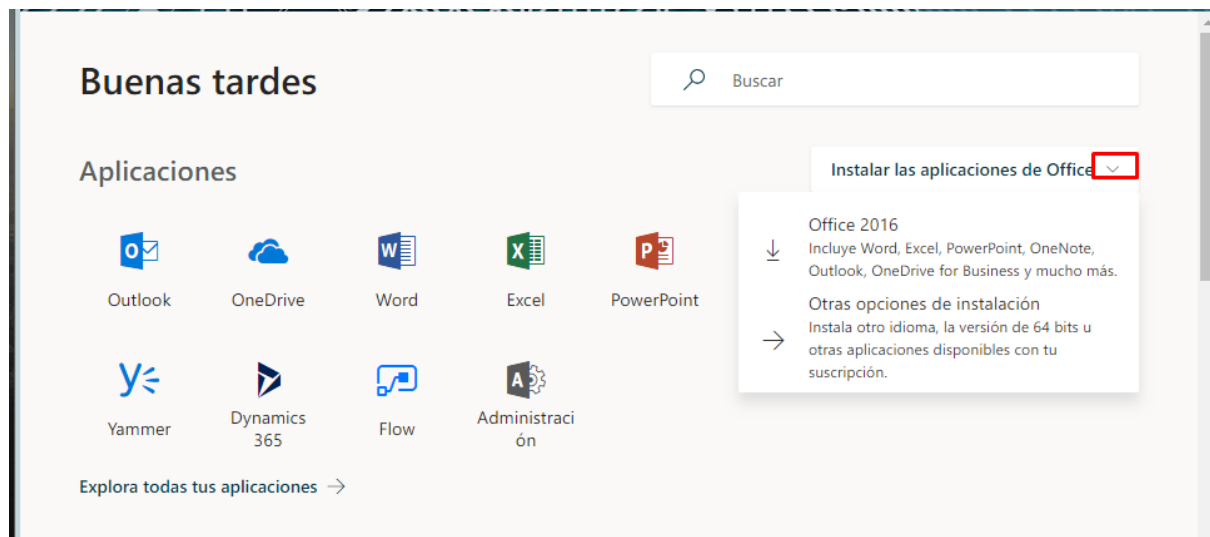 Buenas tardes
Buscar
Aplicaciones
Instalar las aplicaciones de Office
Office 2016
Incluye Word, Excel, PowerPoint, OneNote,
Outlook, OneDrive for Business y mucho más.
Otras opciones de instalación
Instala otro idioma, la versión de 64 bits u
otras aplicaciones disponibles con tu
suscripción.
Outlook
OneDrive
Word
Excel
PowerPoint
Yammer
Dynamics
365
Flow
Administraci
ón
Explora todas tus aplicaciones